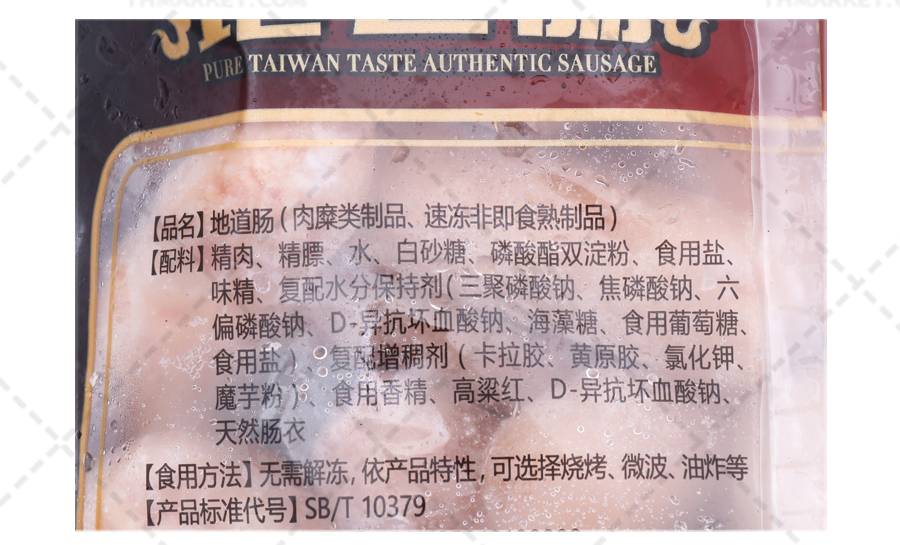 PURE TAIWAN TASTE AUTHENTIC SAUSAGE
【品名】地道肠(肉糜类制品、速冻非即食熟制品)
【配料】精肉、精膘、水、白砂糖、磷酸酯双淀粉、食用盐、
味精、复配水分保持剂(三聚磷酸钠、焦磷酸钠、六
偏磷酸钠、D-异抗坏血酸钠、海藻糖、食用葡萄糖、
食用盐)、复配增稠剂(卡拉胶、黄原胶、氯化钾、
魔芋粉)、食用香精、高粱红、D-异抗坏血酸钠、
天然肠衣
【食用方法】无需解冻,依产品特性,可选择烧烤、微波、油炸等
【产品标准代号】SB/T 10379